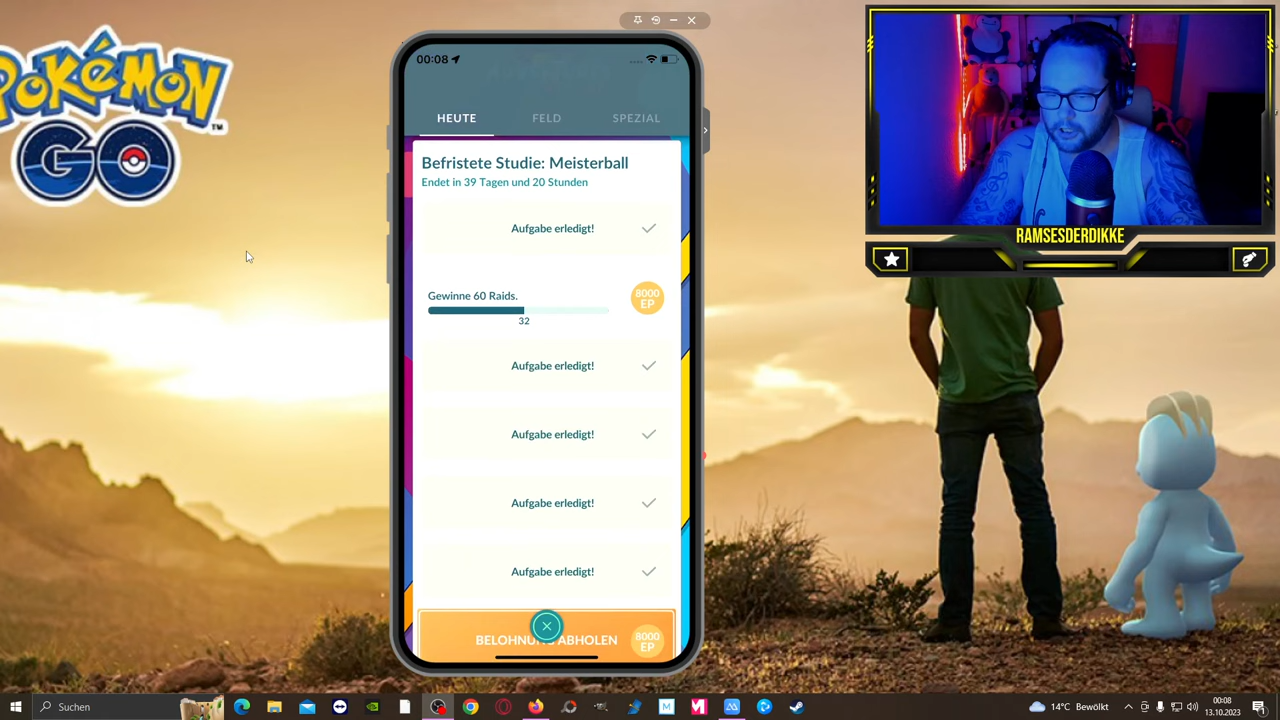 POKÉMON
GO
TM
00:08
HEUTE
FELD
SPEZIAL
Befristete Studie: Meisterball
Endet in 39 Tagen und 20 Stunden
Aufgabe erledigt!
Gewinne 60 Raids.
32
8000
EP
Aufgabe erledigt!
Aufgabe erledigt!
Aufgabe erledigt!
Aufgabe erledigt!
BELOHNUNG ABHOLEN
8000
EP
RAMSESDERDIKKE
Suchen
14°C Bewölkt
00:08
13.10.2023